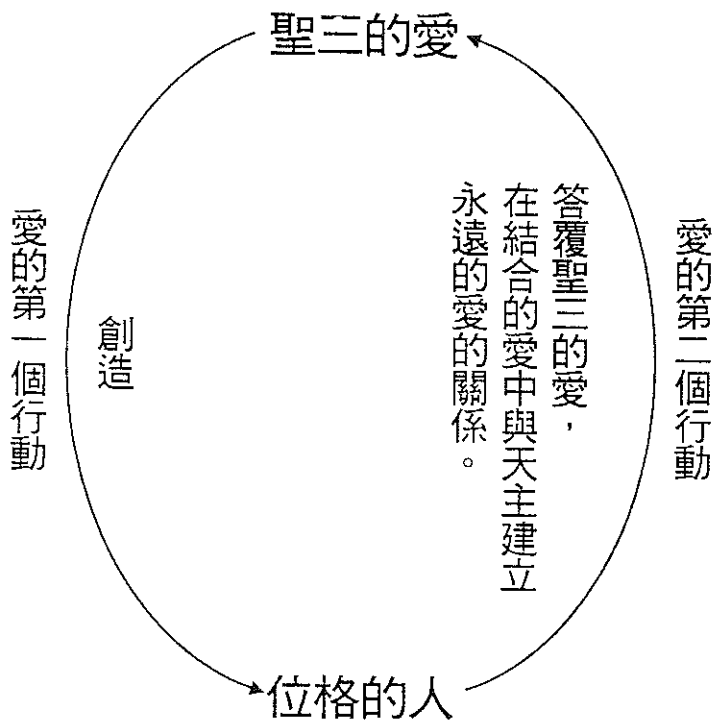 聖三的愛
愛的第一個行動
創造
答覆聖三的愛，
在結合的愛中與天主建立
永遠的愛的關係。
愛的第二個行動
位格的人